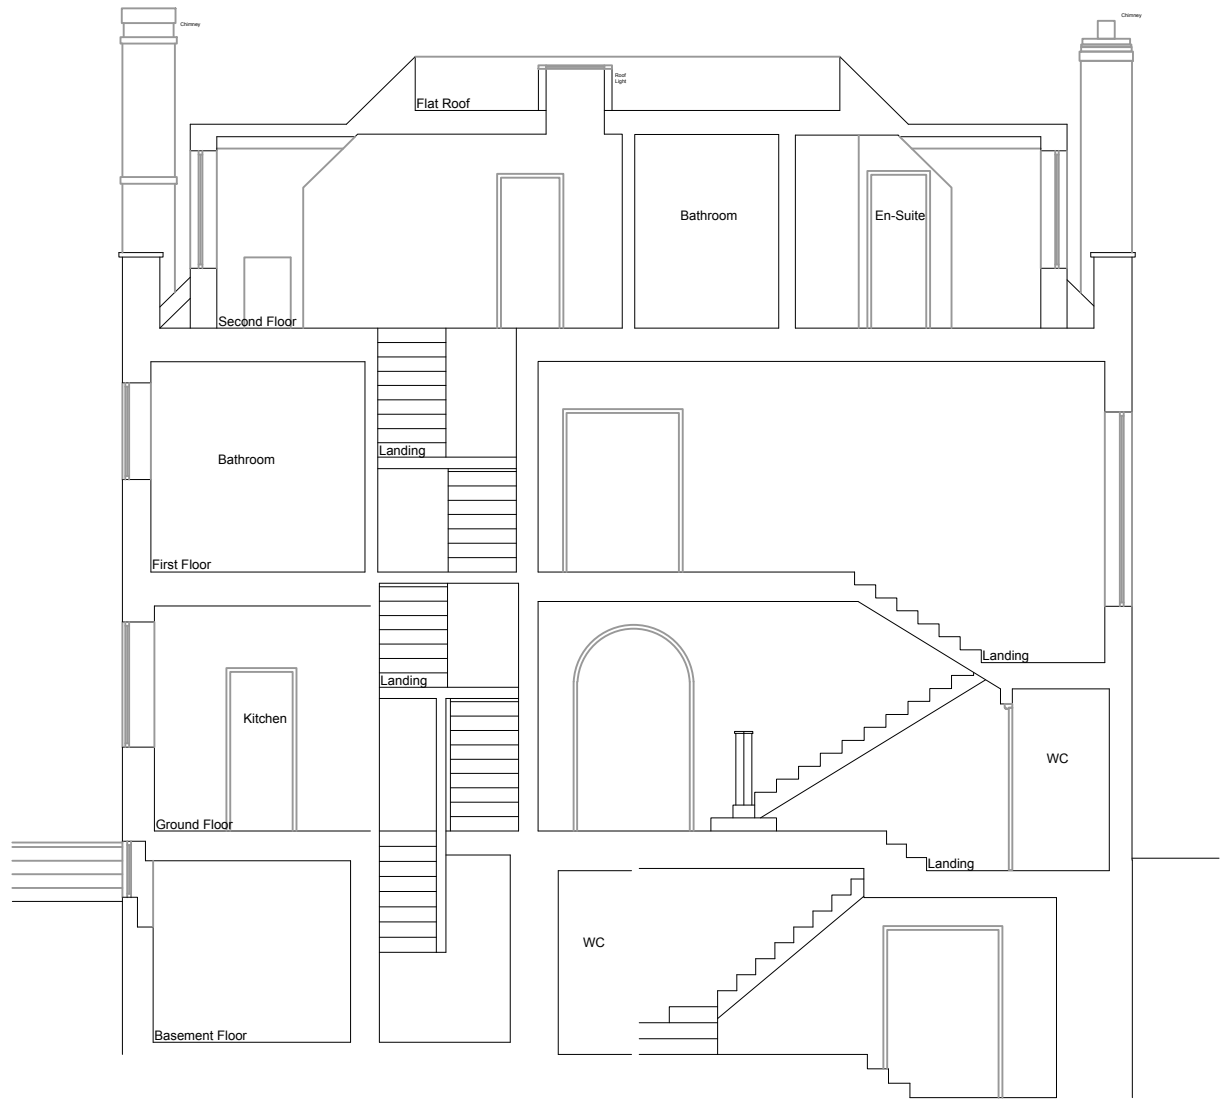 Chimney
Chimney
Roof
Light
Flat Roof
Bathroom
En-Suite
Second Floor
Landing
Bathroom
First Floor
Landing
Landing
Kitchen
WC
Ground Floor
Landing
WC
Basement Floor